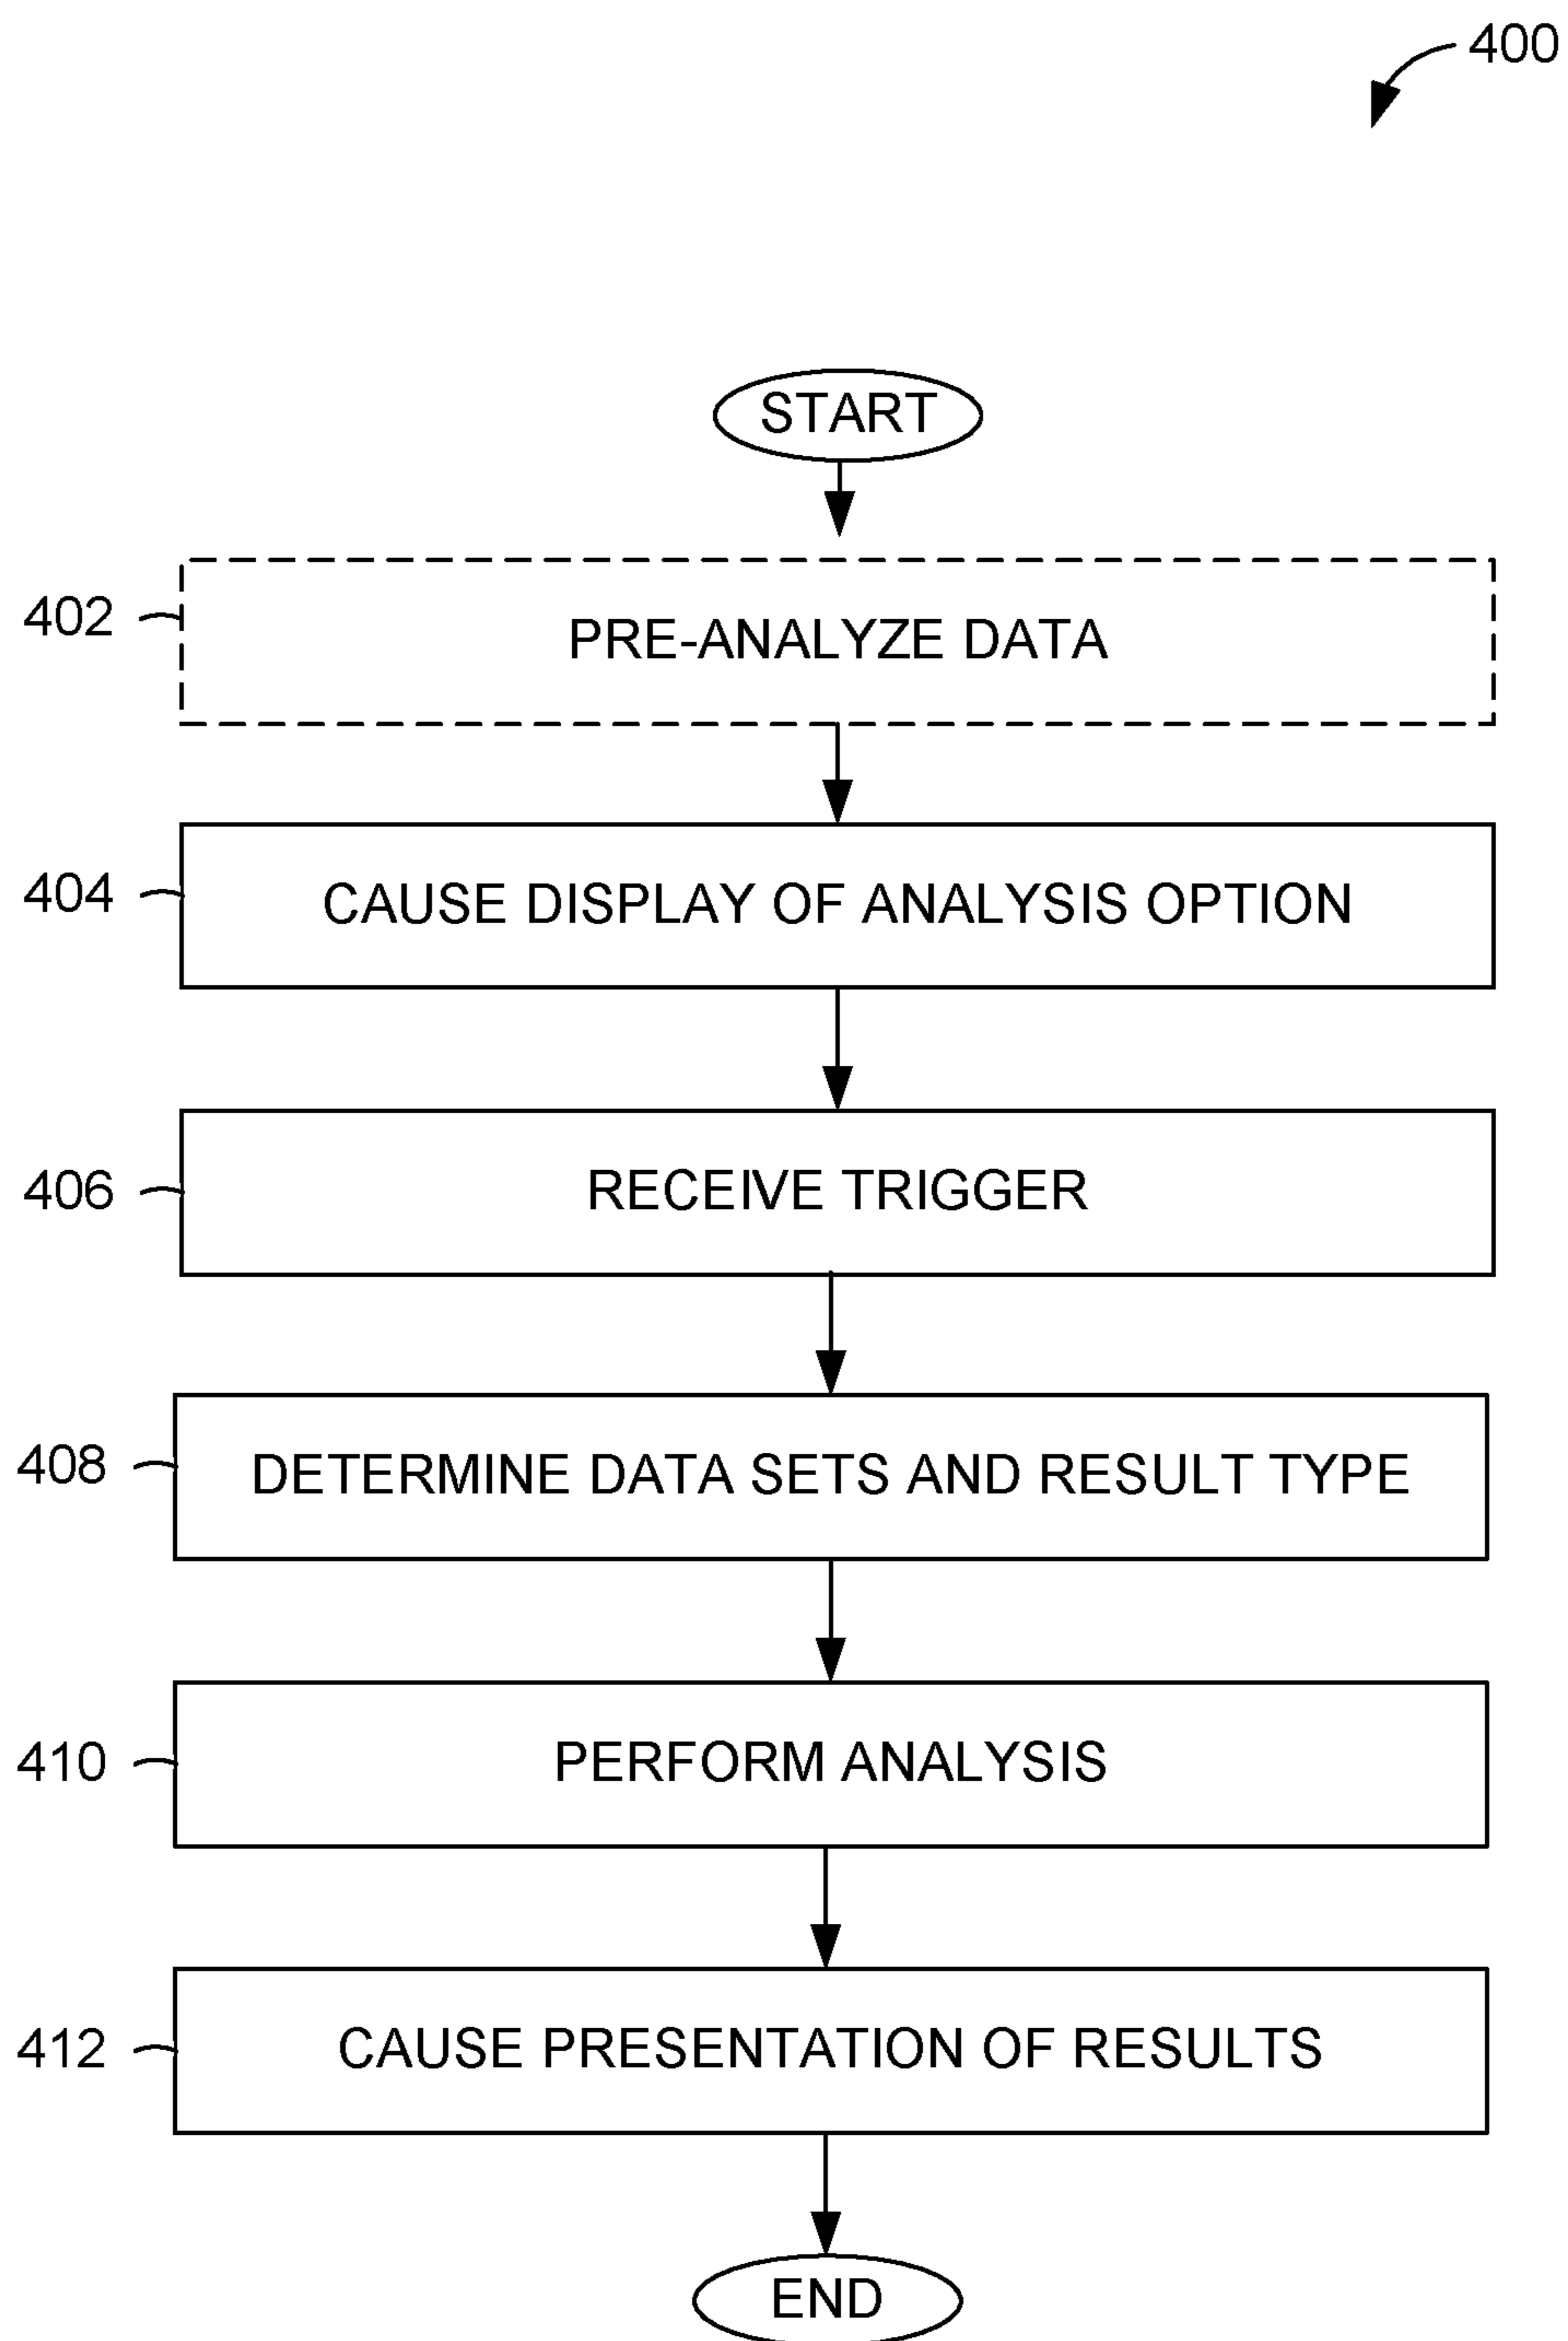 400
START
402
PRE-ANALYZE DATA
404
CAUSE DISPLAY OF ANALYSIS OPTION
406
RECEIVE TRIGGER
408
DETERMINE DATA SETS AND RESULT TYPE
410
PERFORM ANALYSIS
412
CAUSE PRESENTATION OF RESULTS
END